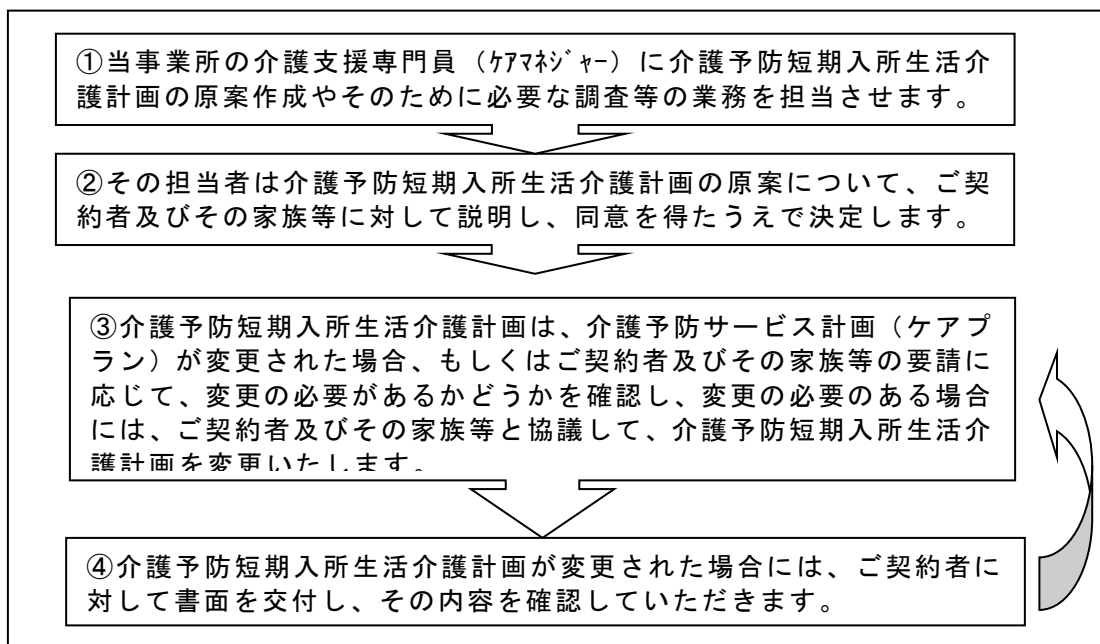 ①当事業所の介護支援専門員（ｹｱﾏﾈｼﾞｬｰ）に介護予防短期入所生活介
護計画の原案作成やそのために必要な調査等の業務を担当させます。
②その担当者は介護予防短期入所生活介護計画の原案について、ご契
約者及びその家族等に対して説明し、同意を得たうえで決定します。
③介護予防短期入所生活介護計画は、介護予防サービス計画（ケアプ
ラン）が変更された場合、もしくはご契約者及びその家族等の要請に
応じて、変更の必要があるかどうかを確認し、変更の必要のある場合
には、ご契約者及びその家族等と協議して、介護予防短期入所生活介
護計画を変更いたします。
④介護予防短期入所生活介護計画が変更された場合には、ご契約者に
対して書面を交付し、その内容を確認していただきます。